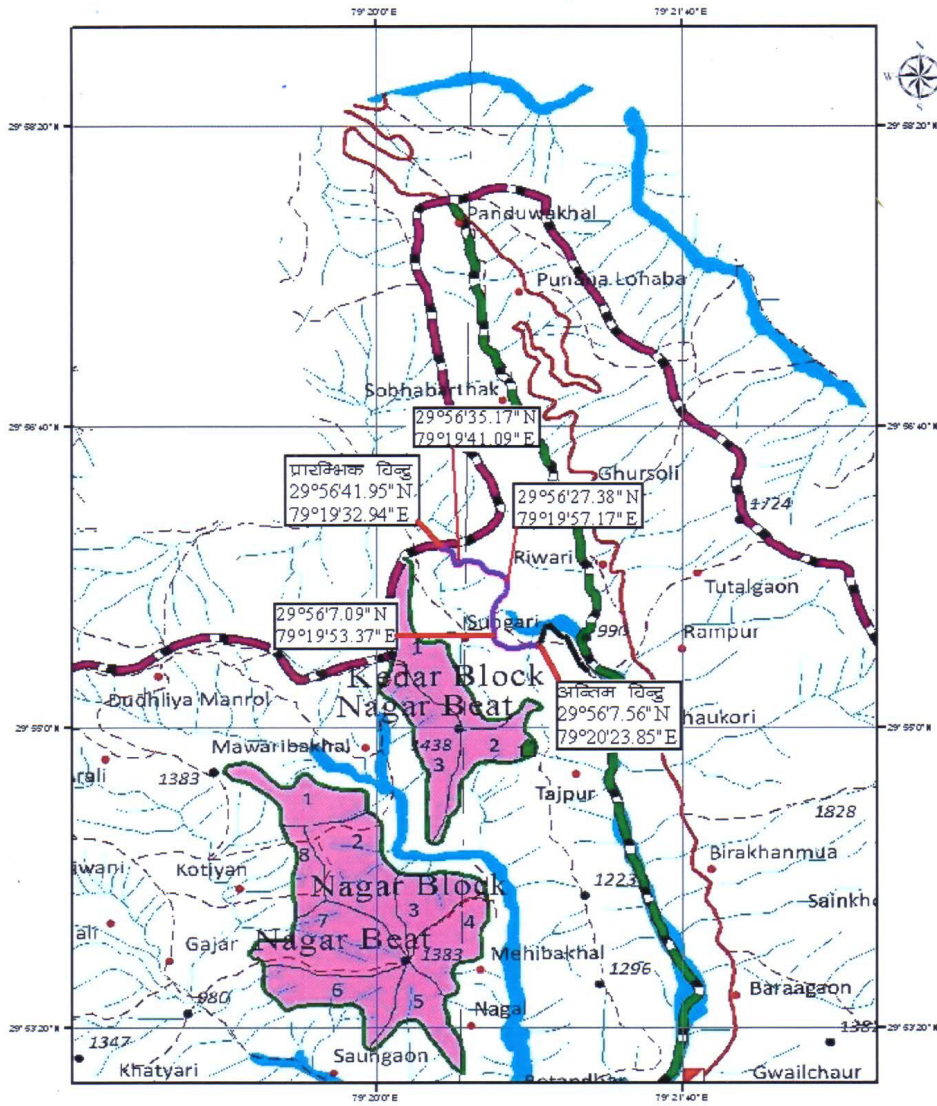 79°20'0"E
79°21'40"E
N
W
S
29°58'20"N
29°58'20"N
Panduwakhal
Punana Lohaba
Sobhabarthak
29°56'35.17"N
79°19'41.09"E
29°56'40"N
29°56'40"N
प्रारम्भिक विन्दु
29°56'41.95"N
79°19'32.94"E
Ghursoli
29°56'27.38"N
79°19'57.17"E
1724
Riwari
Tutalgaon
29°56'7.09"N
79°19'53.37"E
Subgari
990
Rampur
1
Kedar Block
Nagar Beat
अन्तिम विन्दु
29°56'7.56"N
79°20'23.85"E
Dudhliya Manrol
haukori
29°55'0"N
29°55'0"N
Mawaribakhal
1438
2
3
1383
Tajpur
1
1828
2
8
Kotiyan
Birakhanmua
Nagar Block
1223
3
7
4
Sainkh
Gajar
Nagar Beat
1383
Mehibakhal
1296
6
5
Baraagaon
980
Nagal
29°53'20"N
29°53'20"N
1347
Saungaon
Khatyari
Gwailchaur
79°20'0"E
79°21'40"E